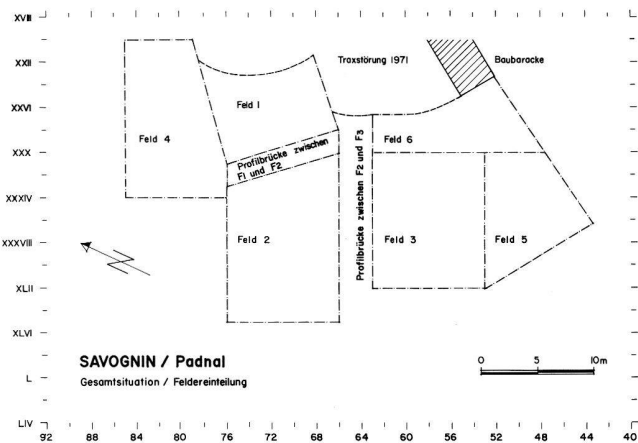 XVIII
XXII
XXVI
XXX
XXXIV
XXXVIII
XLII
XLVI
L
LIV
Traxstörung 1971
Baubaracke
Feld 1
Feld 4
Feld 6
Profilbrücke zwischen
F1 und F2
Profilbrücke zwischen F2 und F3
Feld 2
Feld 3
Feld 5
N
SAVOGNIN / Padnal
Gesamtsituation / Feldereinteilung
0 5 10m
92 88 84 80 76 72 68 64 60 56 52 48 44 40